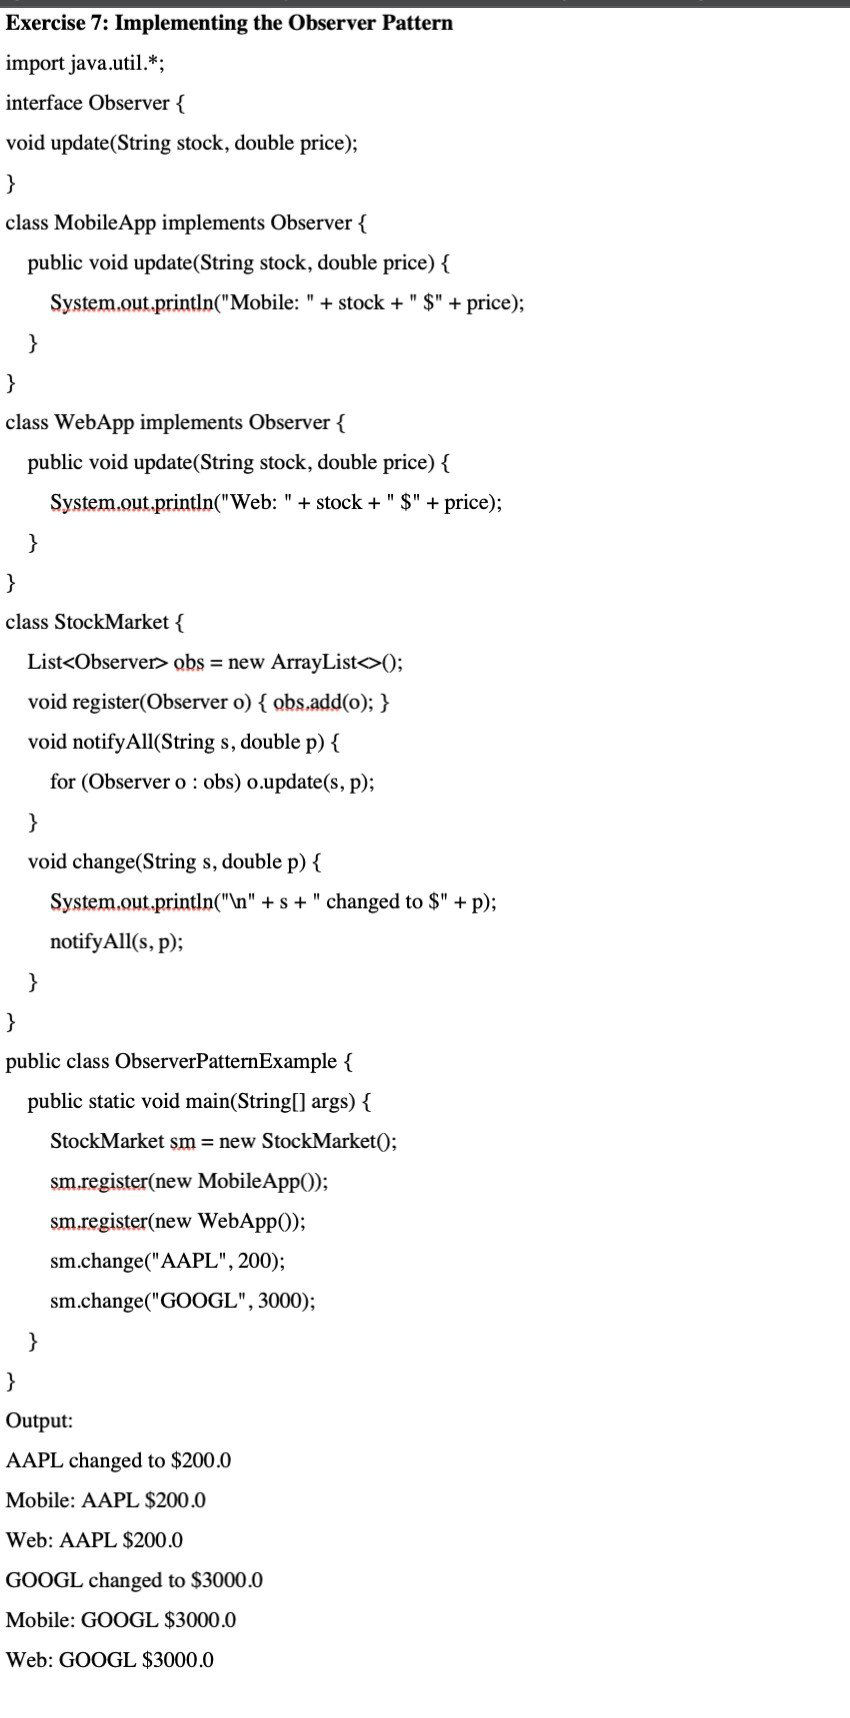 Exercise 7: Implementing the Observer Pattern
import java.util.*;
interface Observer {
void update(String stock, double price);
}
class MobileApp implements Observer {
public void update(String stock, double price) {
System.out.println("Mobile: " + stock + " $" + price);
}
}
class WebApp implements Observer {
public void update(String stock, double price) {
System.out.println("Web: " + stock + " $" + price);
}
}
class StockMarket {
List<Observer> obs = new ArrayList<>();
void register(Observer o) { obs.add(o); }
void notifyAll(String s, double p) {
for (Observer o : obs) o.update(s, p);
}
void change(String s, double p) {
System.out.println("\n" + s + " changed to $" + p);
notifyAll(s, p);
}
}
public class ObserverPatternExample {
public static void main(String[] args) {
StockMarket sm = new StockMarket();
sm.register(new MobileApp());
sm.register(new WebApp());
sm.change("AAPL", 200);
sm.change("GOOGL", 3000);
}
}
Output:
AAPL changed to $200.0
Mobile: AAPL $200.0
Web: AAPL $200.0
GOOGL changed to $3000.0
Mobile: GOOGL $3000.0
Web: GOOGL $3000.0